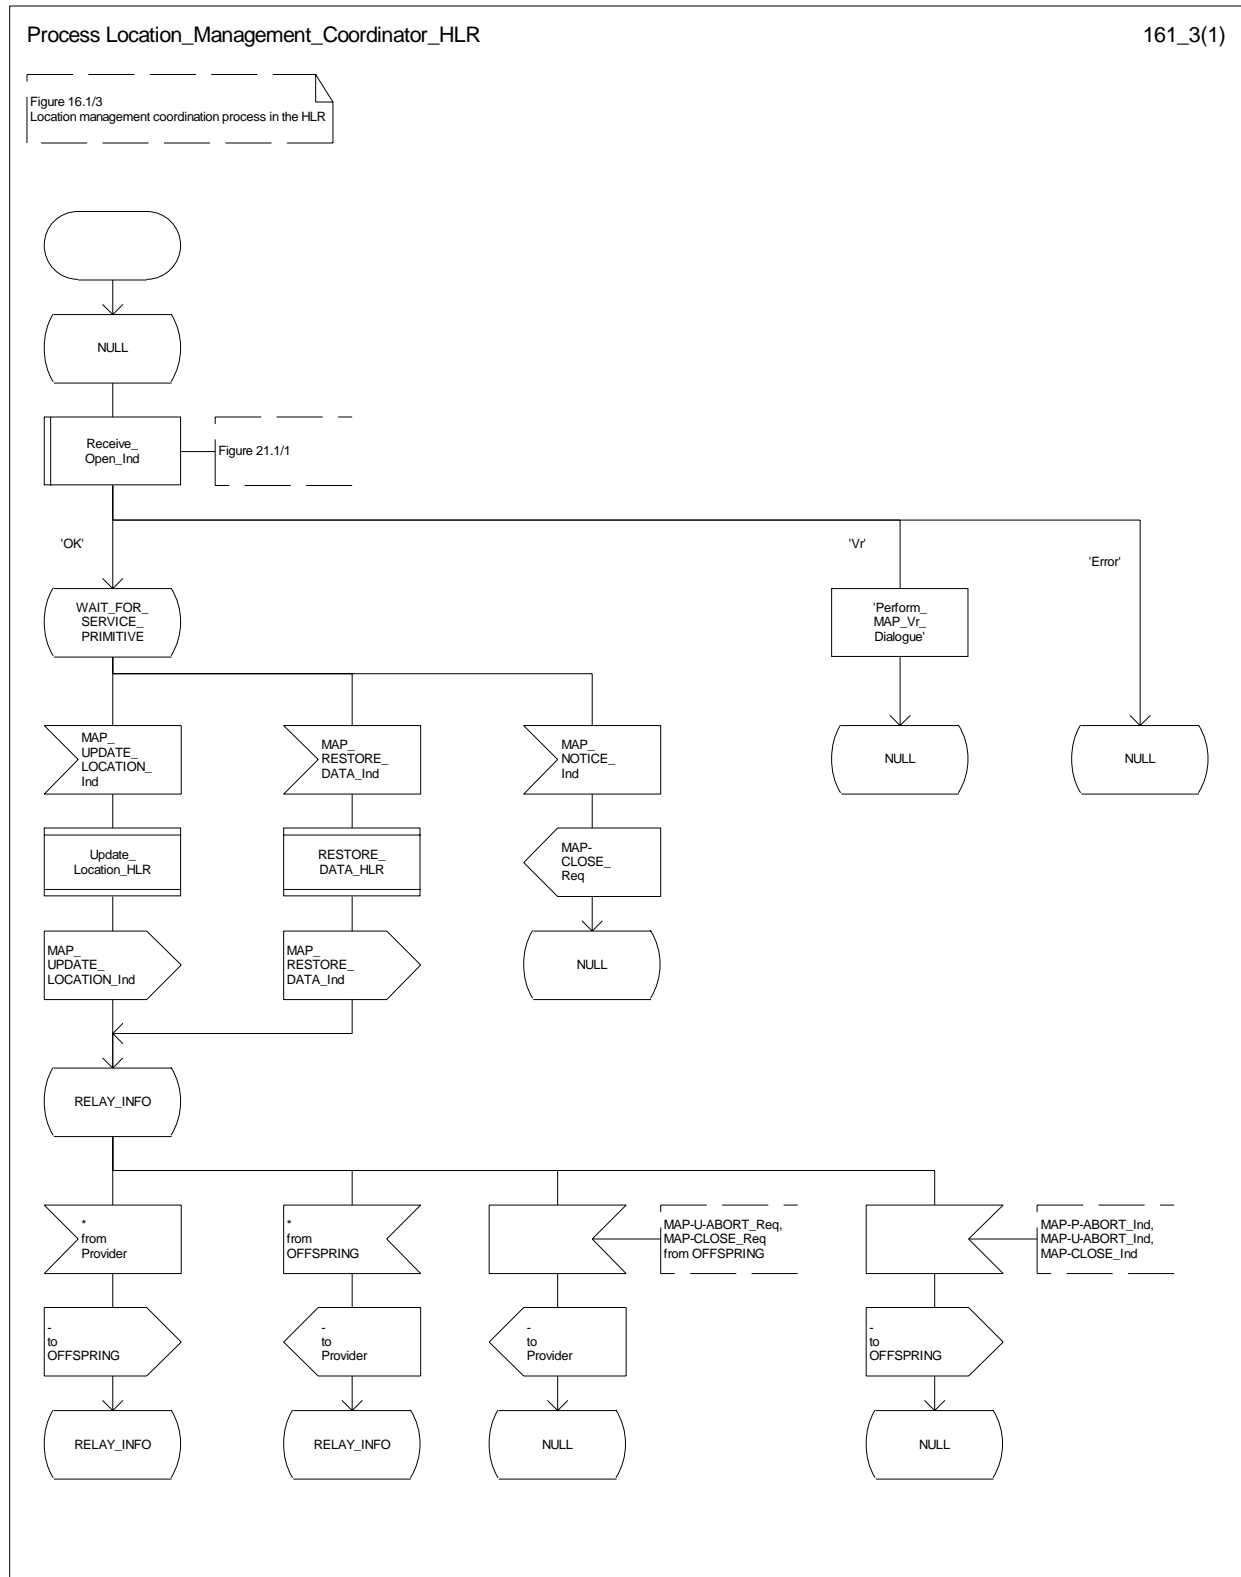 Process Location_Management_Coordinator_HLR
161_3(1)
Figure 16.1/3
Location management coordination process in the HLR
NULL
Receive_
Open_Ind
Figure 21.1/1
'OK'
'Vr'
'Error'
WAIT_FOR_
SERVICE_
PRIMITIVE
'Perform_
MAP_Vr_
Dialogue'
MAP_
UPDATE_
LOCATION_
Ind
MAP_
RESTORE_
DATA_Ind
MAP_
NOTICE_
Ind
NULL
NULL
Update_
Location_HLR
RESTORE_
DATA_HLR
MAP-
CLOSE_
Req
MAP_
UPDATE_
LOCATION_Ind
MAP_
RESTORE_
DATA_Ind
NULL
RELAY_INFO
*
from
Provider
*
from
OFFSPRING
MAP-U-ABORT_Req,
MAP-CLOSE_Req
from OFFSPRING
MAP-P-ABORT_Ind,
MAP-U-ABORT_Ind,
MAP-CLOSE_Ind
-
to
OFFSPRING
-
to
Provider
-
to
Provider
-
to
OFFSPRING
RELAY_INFO
RELAY_INFO
NULL
NULL